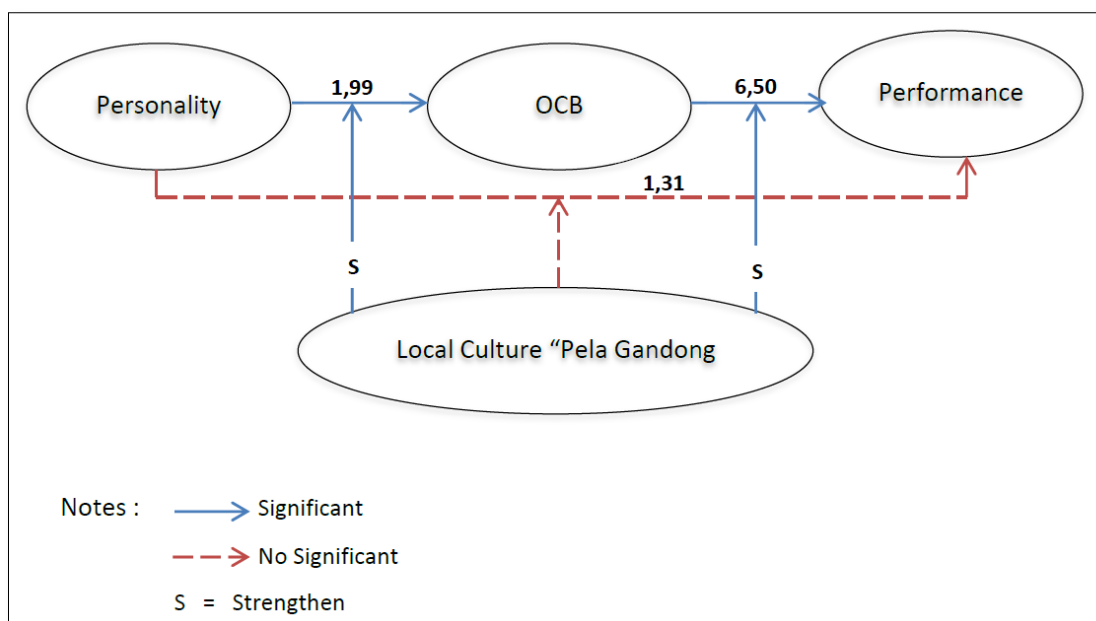 Personality
1,99
OCB
6,50
Performance
1,31
S
S
Local Culture “Pela Gandong
Notes :
Significant
No Significant
S = Strengthen